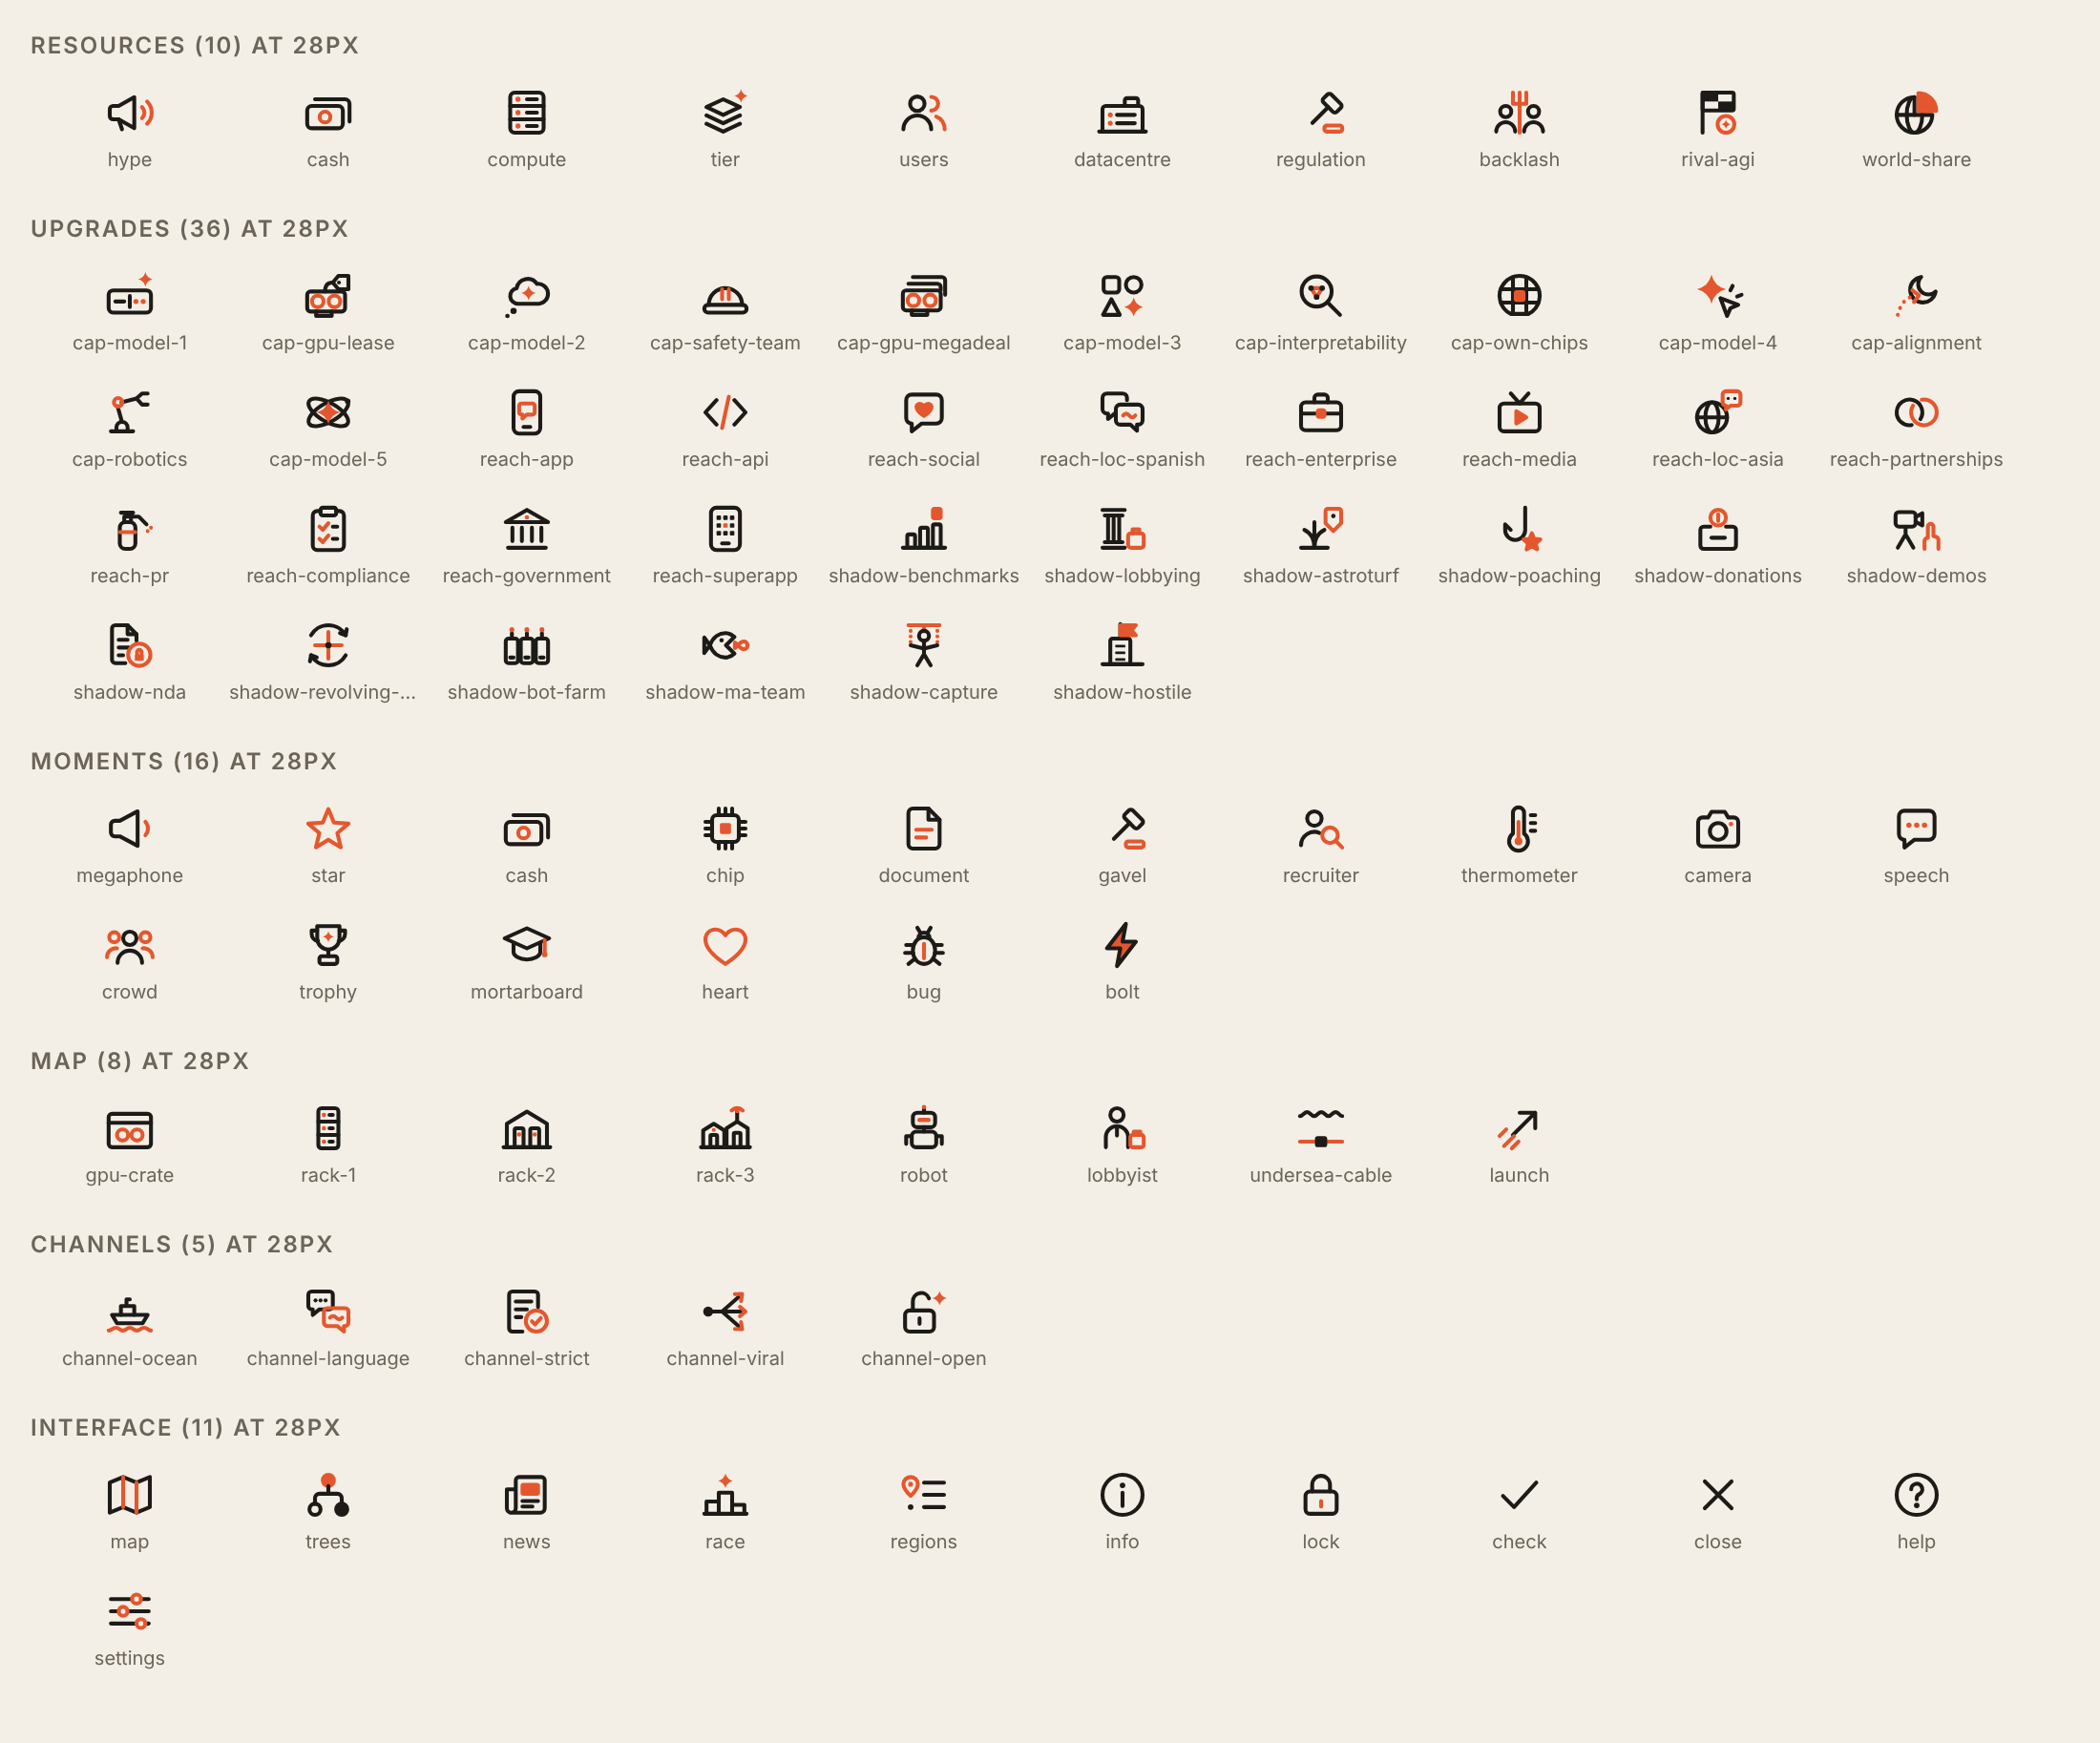 RESOURCES (10) AT 28PX
hype cash compute tier users datacentre regulation backlash rival-agi world-share
UPGRADES (36) AT 28PX
cap-model-1 cap-gpu-lease cap-model-2 cap-safety-team cap-gpu-megadeal cap-model-3 cap-interpretability cap-own-chips cap-model-4 cap-alignment
cap-robotics cap-model-5 reach-app reach-api reach-social reach-loc-spanish reach-enterprise reach-media reach-loc-asia reach-partnerships
reach-pr reach-compliance reach-government reach-superapp shadow-benchmarks shadow-lobbying shadow-astroturf shadow-poaching shadow-donations shadow-demos
shadow-nda shadow-revolving-... shadow-bot-farm shadow-ma-team shadow-capture shadow-hostile
MOMENTS (16) AT 28PX
megaphone star cash chip document gavel recruiter thermometer camera speech
crowd trophy mortarboard heart bug bolt
MAP (8) AT 28PX
gpu-crate rack-1 rack-2 rack-3 robot lobbyist undersea-cable launch
CHANNELS (5) AT 28PX
channel-ocean channel-language channel-strict channel-viral channel-open
INTERFACE (11) AT 28PX
map trees news race regions info lock check close help
settings